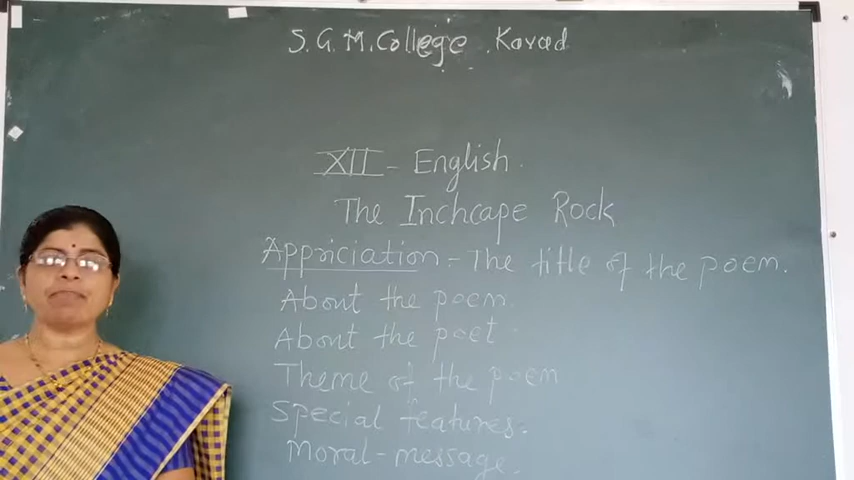 S.G.M. College . Kovad
XII - English .
The Inchcape Rock
Appriciation :- The title of the poem.
About the poem
About the poet
Theme of the poem
Special features.
Moral - message.